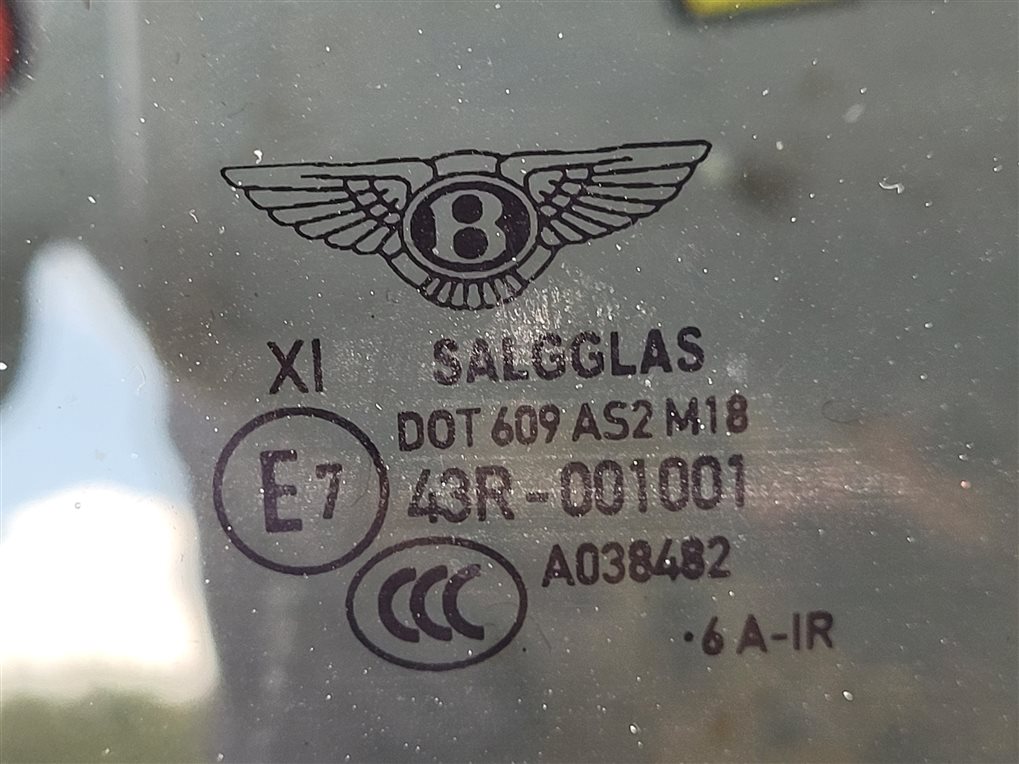 B
XI SALGGLAS
DOT 609 AS2 M18
E7 43R-001001
CCC A038482
.6 A-IR